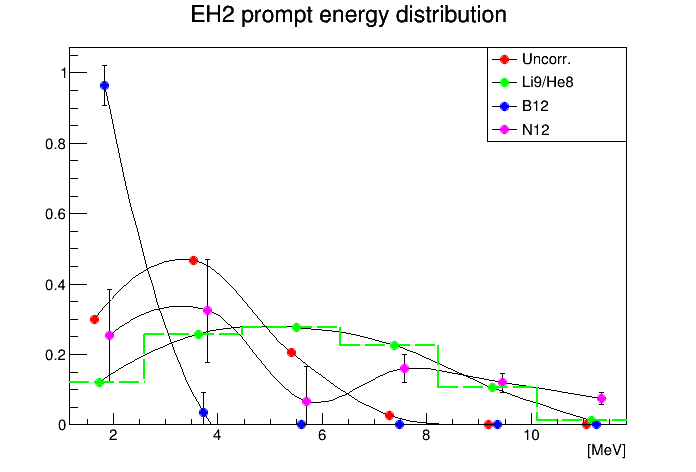 EH2 prompt energy distribution
Uncorr.
Li9/He8
B12
N12
1
0.8
0.6
0.4
0.2
0
2 4 6 8 10
[MeV]